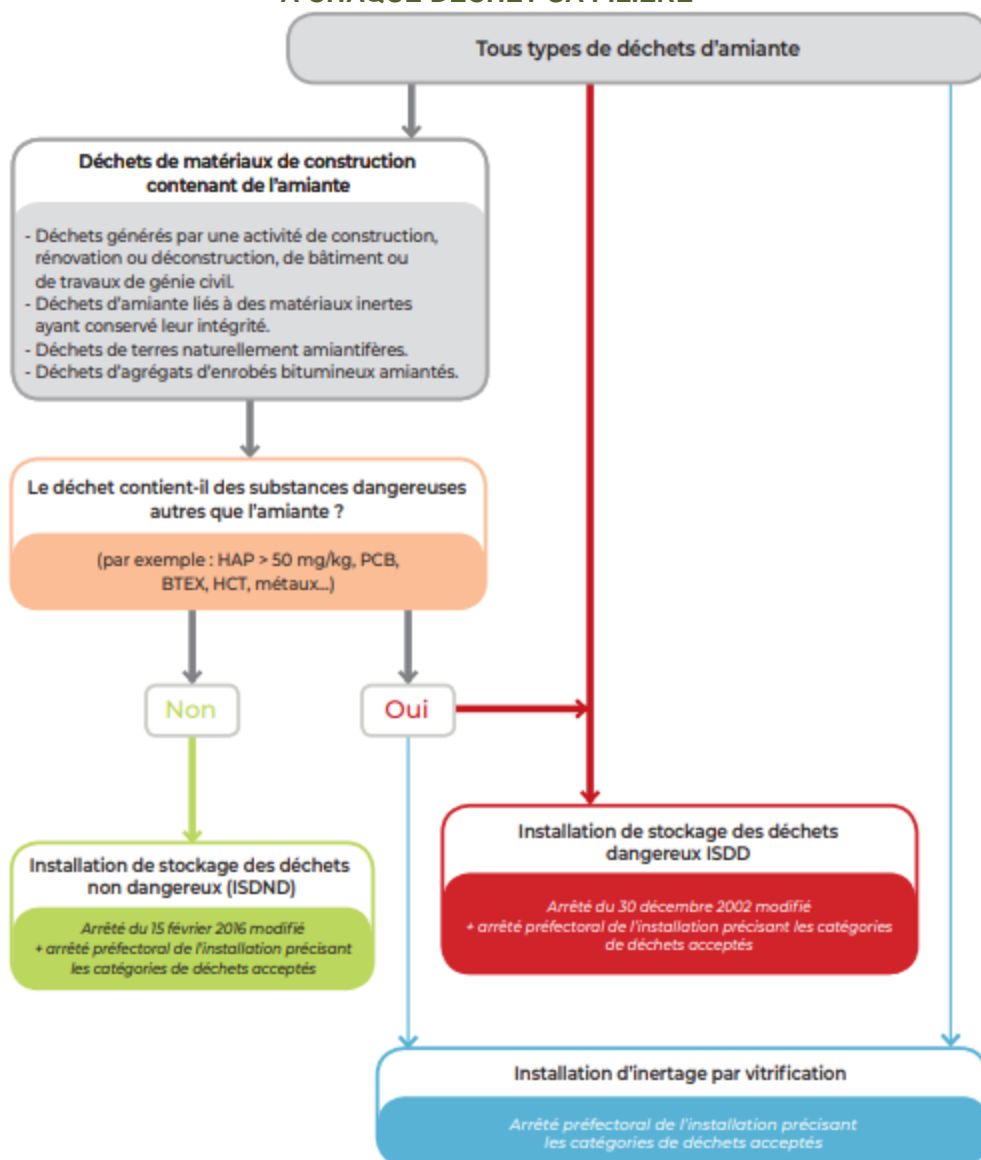 À CHAQUE DÉCHET SA FILIÈRE
Tous types de déchets d'amiante
Déchets de matériaux de construction
contenant de l'amiante
- Déchets générés par une activité de construction,
rénovation ou déconstruction, de bâtiment ou
de travaux de génie civil.
- Déchets d'amiante liés à des matériaux inertes
ayant conservé leur intégrité.
- Déchets de terres naturellement amiantifères.
- Déchets d'agrégats d'enrobés bitumineux amiantés.
Le déchet contient-il des substances dangereuses
autres que l'amiante ?
(par exemple : HAP > 50 mg/kg, PCB,
BTEX, HCT, métaux...)
Non
Oui
Installation de stockage des déchets
non dangereux (ISDND)
Arrêté du 15 février 2016 modifié
+ arrêté préfectoral de l'installation précisant
les catégories de déchets acceptés
Installation de stockage des déchets
dangereux ISDD
Arrêté du 30 décembre 2002 modifié
+ arrêté préfectoral de l'installation précisant les catégories
de déchets acceptés
Installation d'inertage par vitrification
Arrêté préfectoral de l'installation précisant
les catégories de déchets acceptés